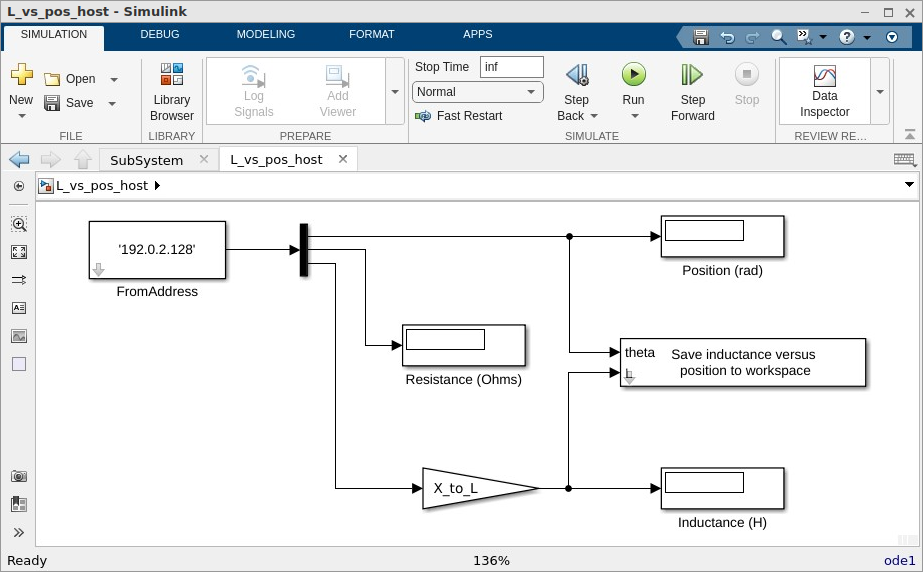 L_vs_pos_host - Simulink
SIMULATION DEBUG MODELING FORMAT APPS
New
Open
Save
FILE
Library
Browser
LIBRARY
Log
Signals
Add
Viewer
PREPARE
Stop Time inf
Normal
Fast Restart
Step
Back
Run
Step
Forward
Stop
SIMULATE
Data
Inspector
REVIEW RE...
SubSystem
L_vs_pos_host
L_vs_pos_host
'192.0.2.128'
FromAddress
Position (rad)
Resistance (Ohms)
theta
L
Save inductance versus
position to workspace
X_to_L
Inductance (H)
Ready 136% ode1